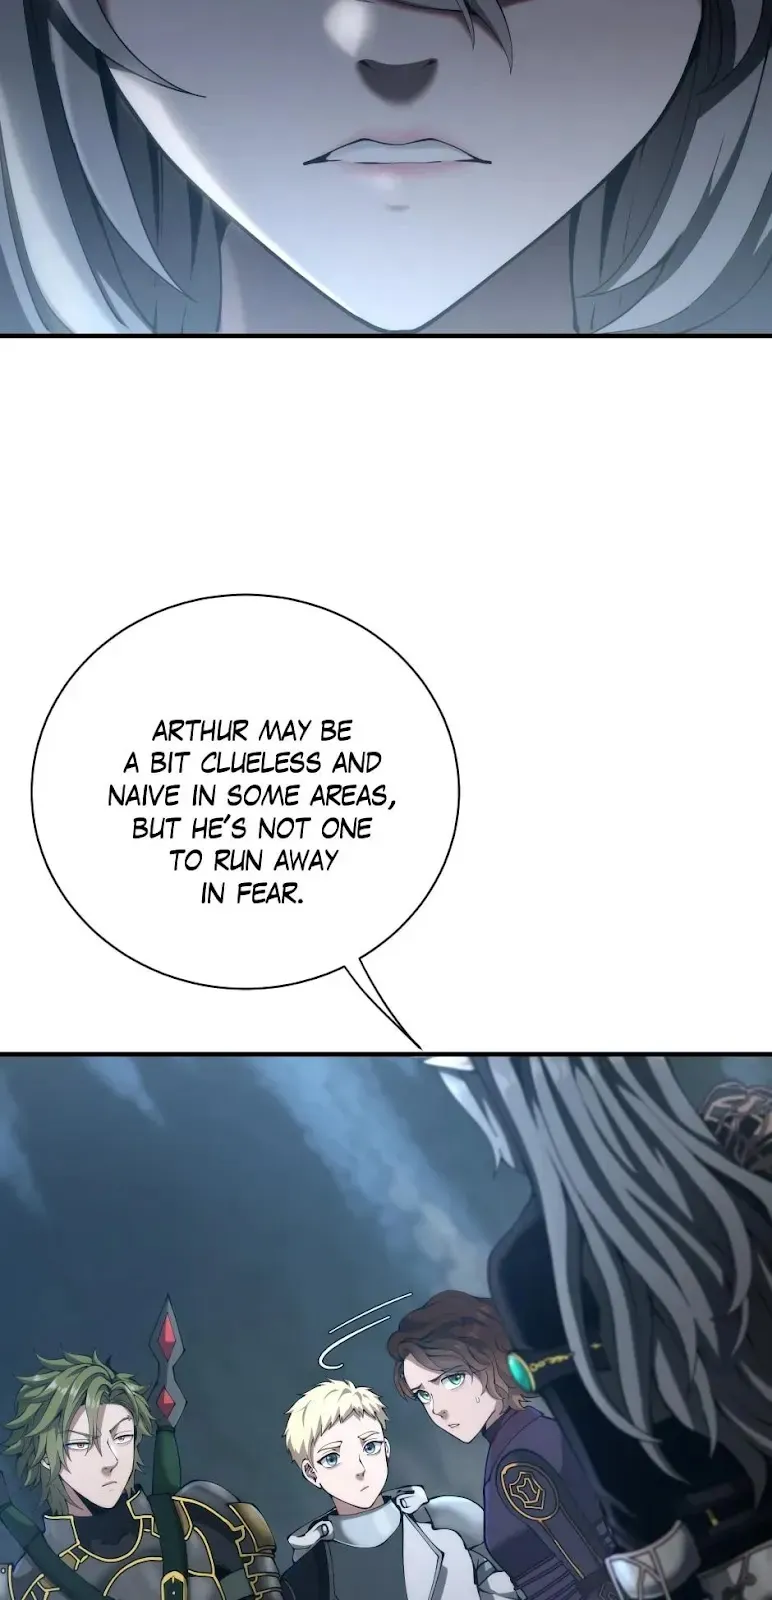 ARTHUR MAY BE
A BIT CLUELESS AND
NAIVE IN SOME AREAS,
BUT HE'S NOT ONE
TO RUN AWAY
IN FEAR.